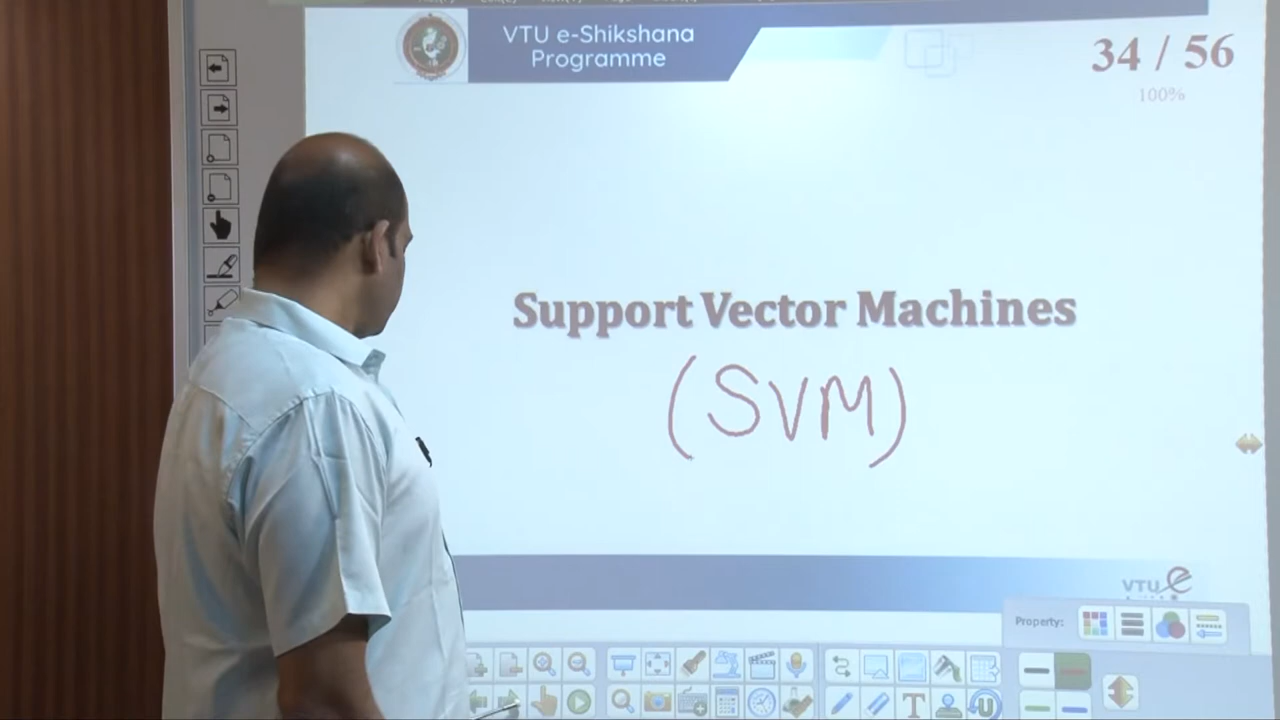 VTU e-Shikshana
Programme
34 / 56
100%
Support Vector Machines
(SVM)
VTU e
Property: